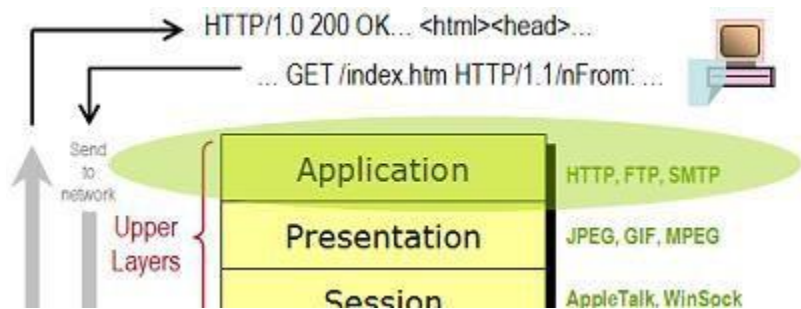 HTTP/1.0 200 OK... <html><head>...
... GET /index.htm HTTP/1.1/nFrom: ...
Send
to
network
Application
HTTP, FTP, SMTP
Upper
Layers
Presentation
JPEG, GIF, MPEG
Session
AppleTalk, WinSock